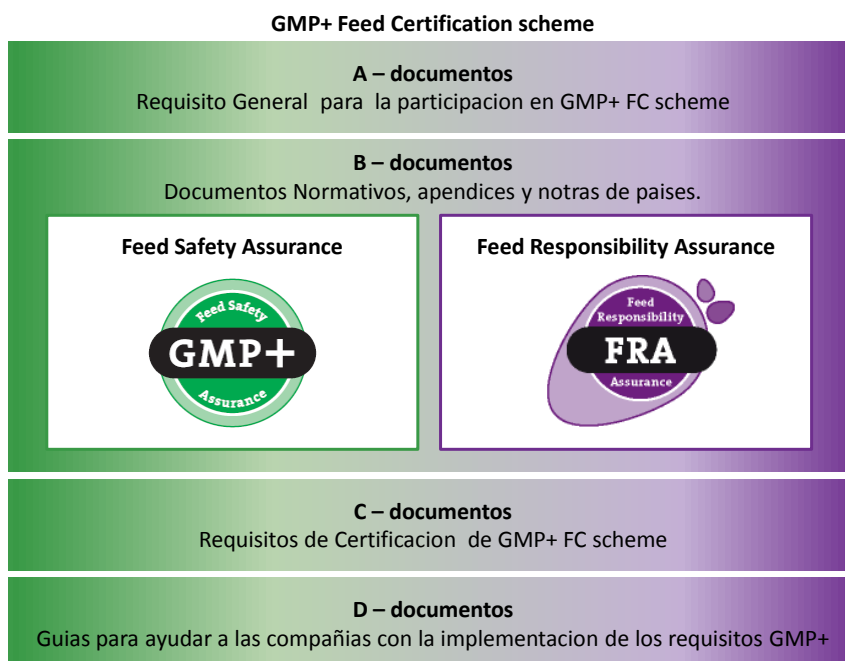 GMP+ Feed Certification scheme
A – documentos
Requisito General para la participacion en GMP+ FC scheme
B – documentos
Documentos Normativos, apendices y notras de paises.
Feed Safety Assurance
Feed Safety
GMP+
Assurance
Feed Responsibility Assurance
Feed
Responsibility
FRA
Assurance
C – documentos
Requisitos de Certificacion de GMP+ FC scheme
D – documentos
Guias para ayudar a las compañias con la implementacion de los requisitos GMP+